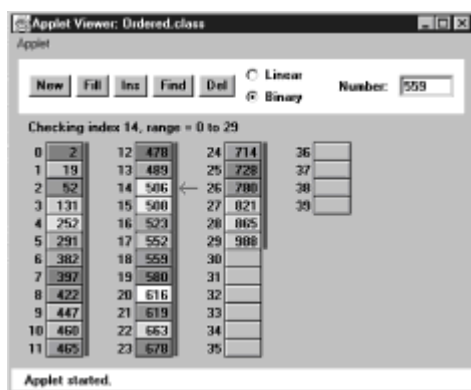 Applet Viewer: Ordered.class
Applet
New Fill Ins Find Del Linear Binary Number: 559
Checking index 14, range = 0 to 29
0 2 12 478 24 714 36
1 19 13 489 25 728 37
2 52 14 506 26 780 38
3 131 15 508 27 821 39
4 252 16 523 28 865
5 291 17 552 29 988
6 382 18 559 30
7 397 19 580 31
8 422 20 616 32
9 447 21 619 33
10 460 22 663 34
11 465 23 678 35
Applet started.